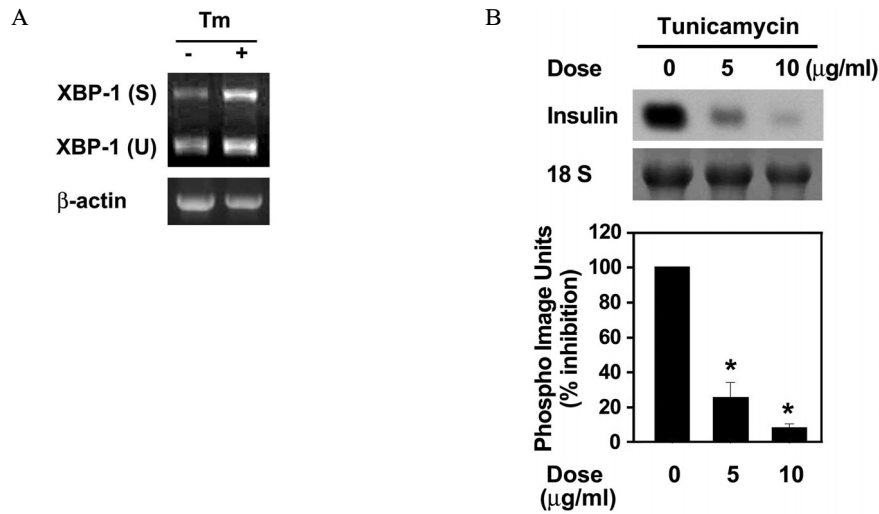 A
Tm
- +
XBP-1 (S)
XBP-1 (U)
β-actin
B
Tunicamycin
Dose 0 5 10 (μg/ml)
Insulin
18 S
Phospho Image Units
(% inhibition)
120
100
80
60
40
20
0
*
*
Dose 0 5 10
(μg/ml)